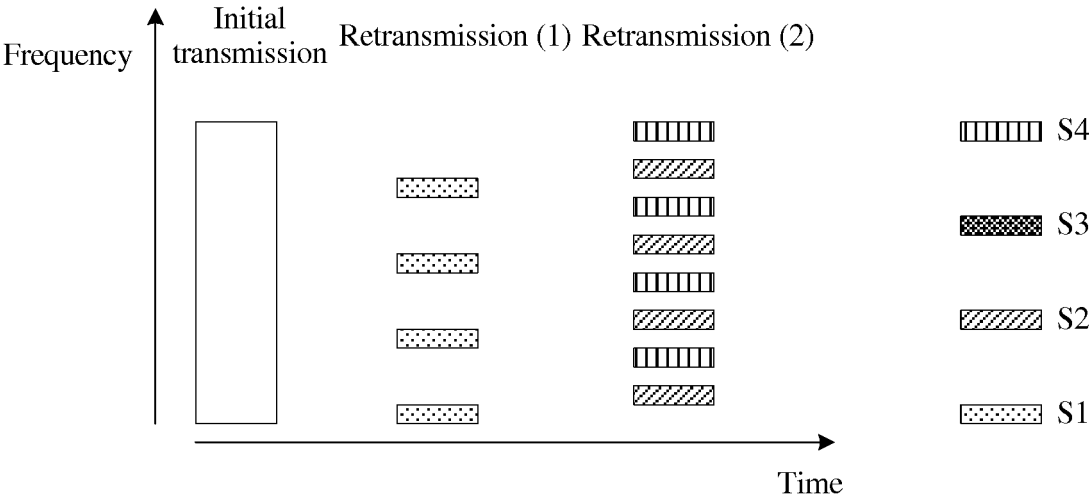 Frequency
Initial
transmission
Retransmission (1)
Retransmission (2)
S4
S3
S2
S1
Time